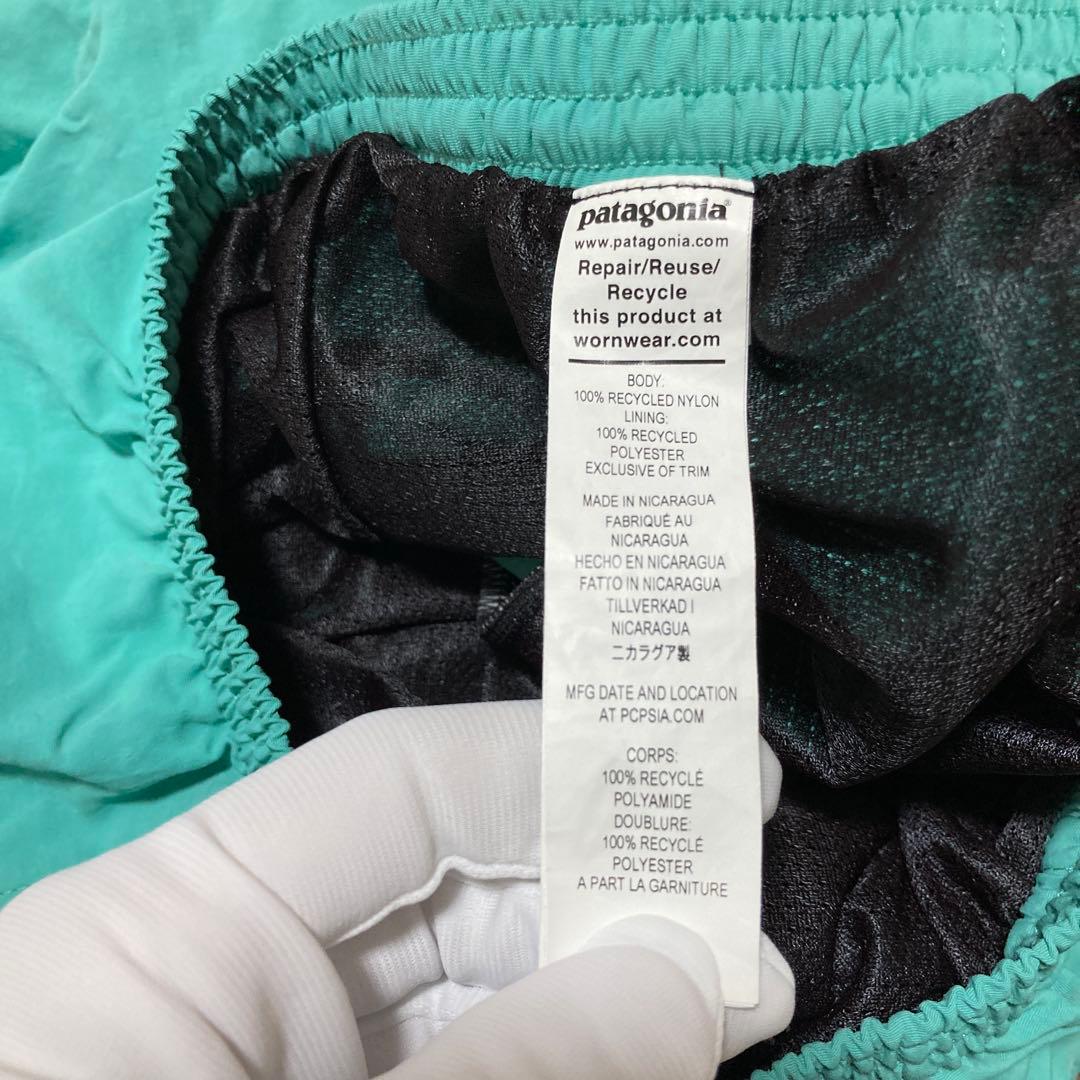 patagonia®
www.patagonia.com
Repair/Reuse/
Recycle
this product at
wornwear.com
BODY:
100% RECYCLED NYLON
LINING:
100% RECYCLED
POLYESTER
EXCLUSIVE OF TRIM
MADE IN NICARAGUA
FABRIQUÉ AU
NICARAGUA
HECHO EN NICARAGUA
FATTO IN NICARAGUA
TILLVERKAD I
NICARAGUA
ニカラグア製
MFG DATE AND LOCATION
AT PCPSIA.COM
CORPS:
100% RECYCLÉ
POLYAMIDE
DOUBLURE:
100% RECYCLÉ
POLYESTER
A PART LA GARNITURE